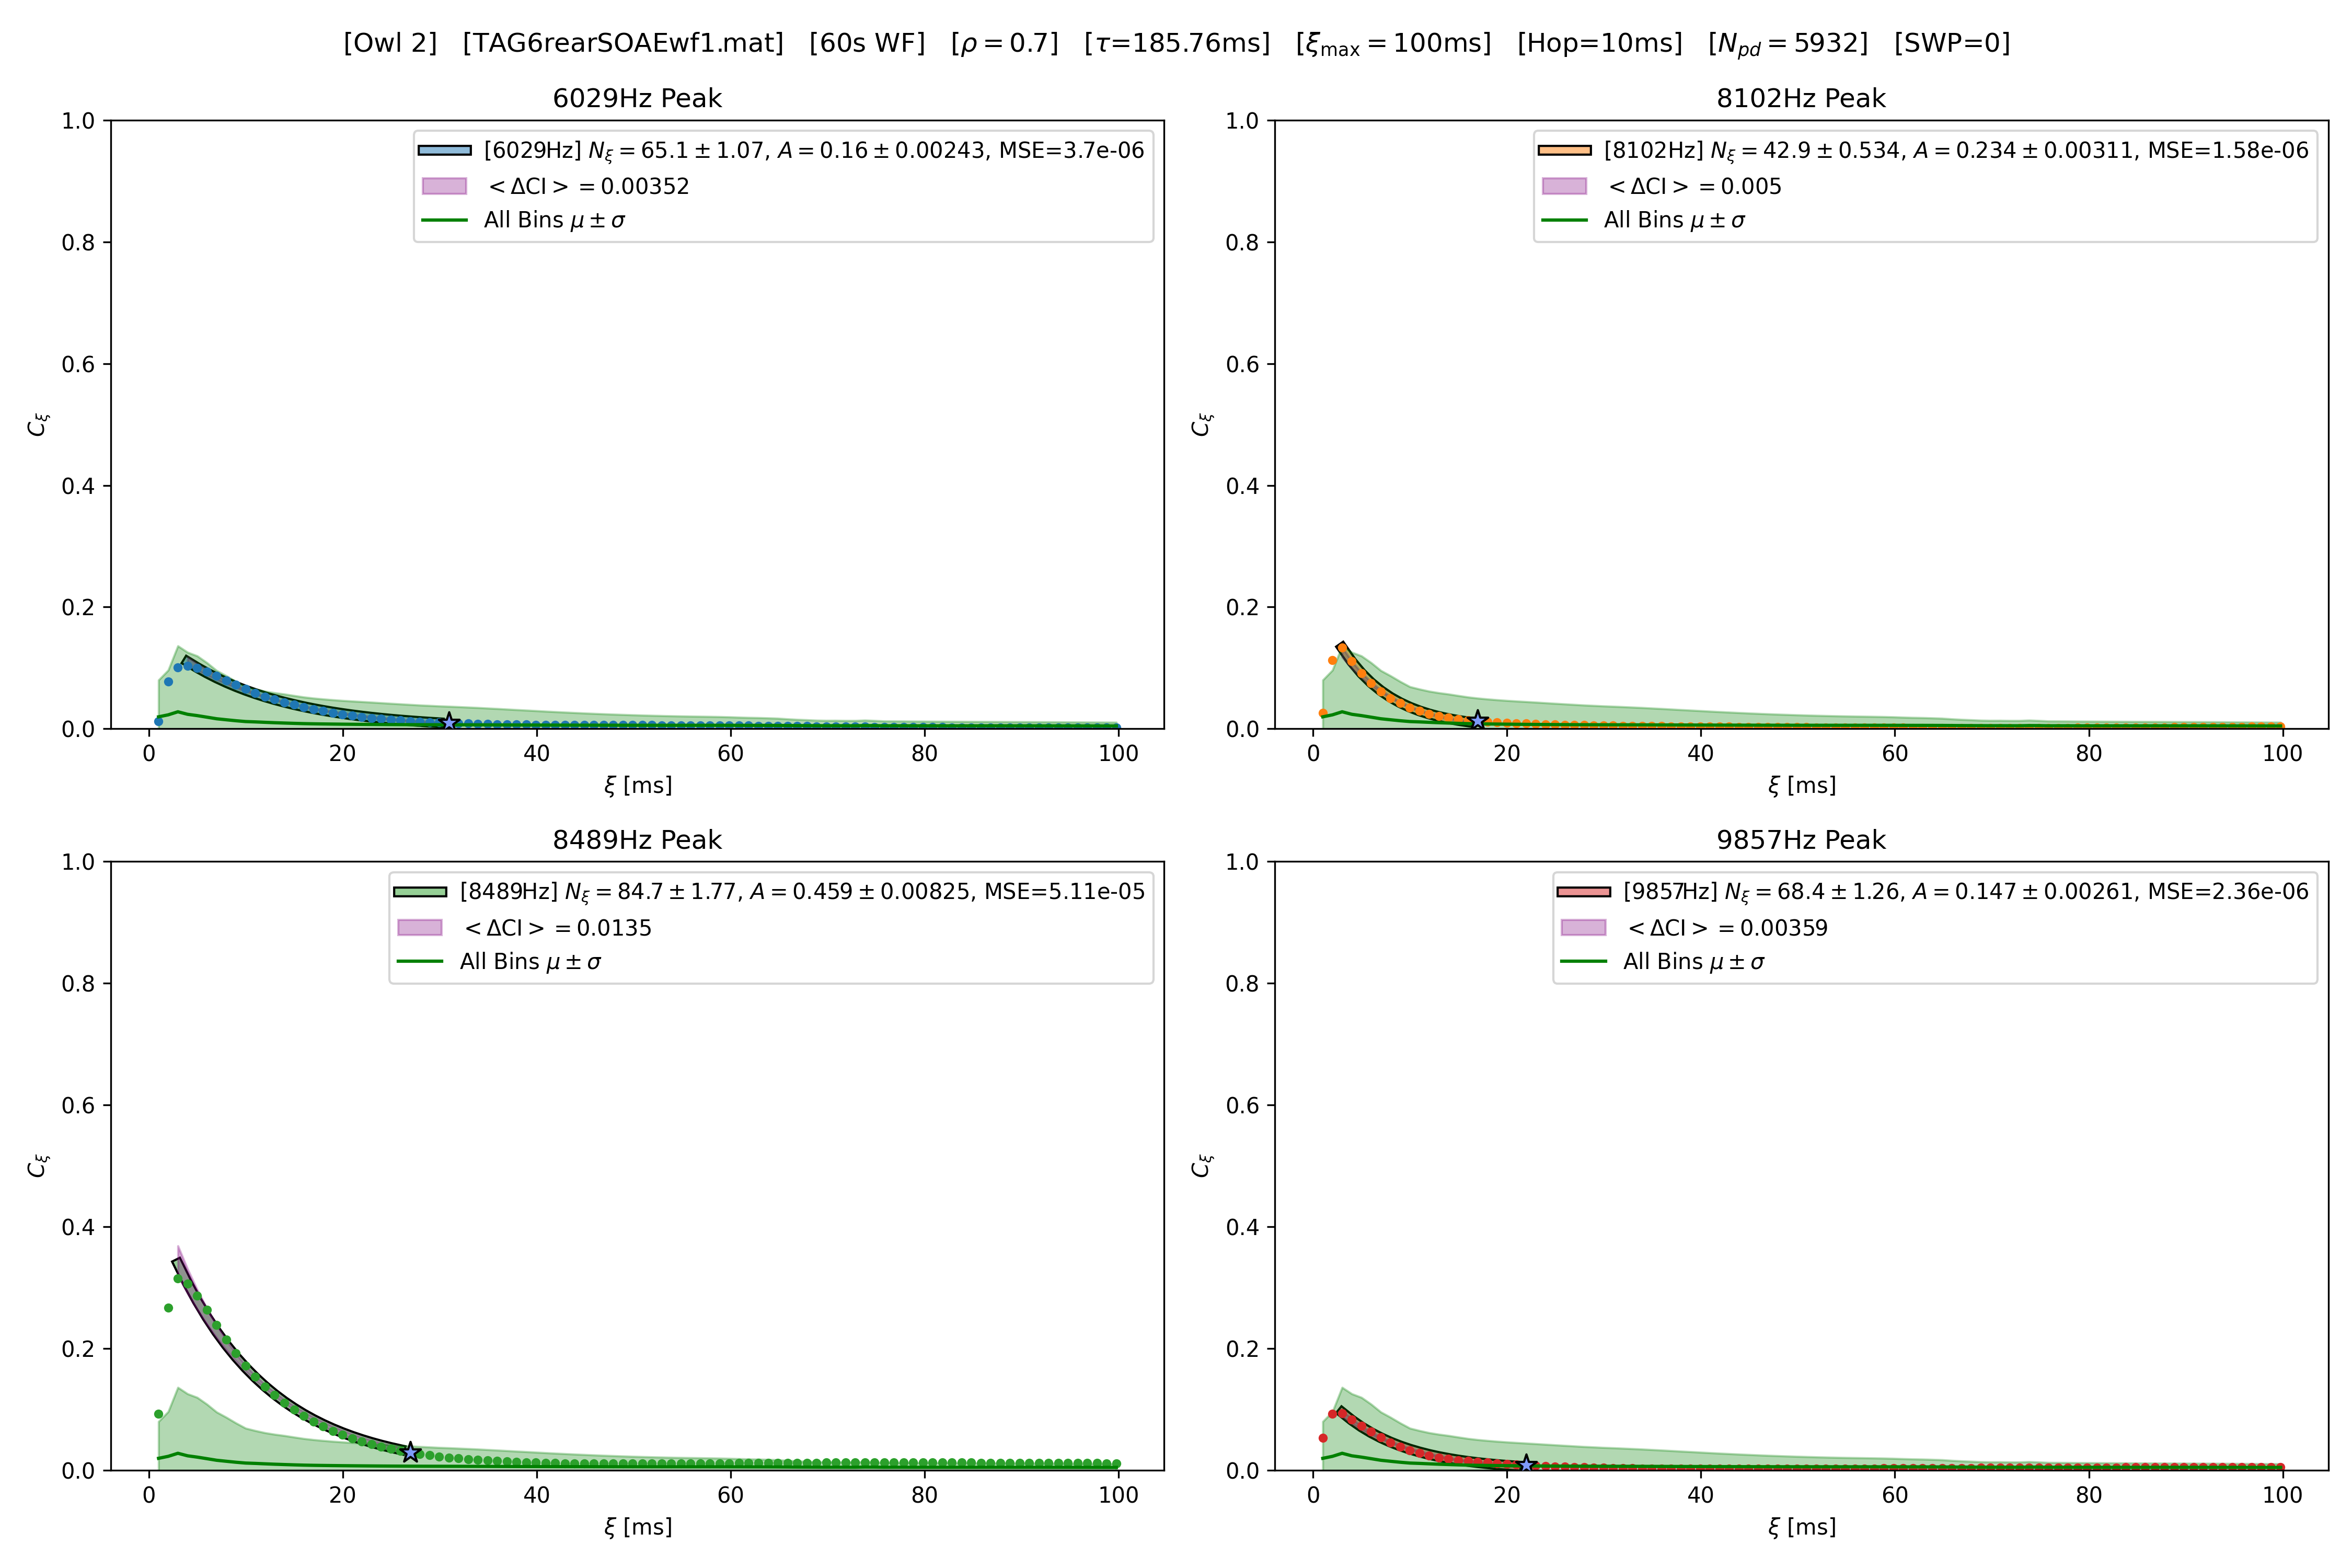 [Owl 2] [TAG6rearSOAEwf1.mat] [60s WF] [ρ = 0.7] [τ=185.76ms] [ξmax = 100ms] [Hop=10ms] [Npd = 5932] [SWP=0]
6029Hz Peak
[6029Hz] Nξ = 65.1 ± 1.07, A = 0.16 ± 0.00243, MSE=3.7e-06
< ΔCI > = 0.00352
All Bins μ ± σ
1.0
0.8
0.6
0.4
0.2
0.0
Cξ
0 20 40 60 80 100
ξ [ms]
8102Hz Peak
[8102Hz] Nξ = 42.9 ± 0.534, A = 0.234 ± 0.00311, MSE=1.58e-06
< ΔCI > = 0.005
All Bins μ ± σ
1.0
0.8
0.6
0.4
0.2
0.0
Cξ
0 20 40 60 80 100
ξ [ms]
8489Hz Peak
[8489Hz] Nξ = 84.7 ± 1.77, A = 0.459 ± 0.00825, MSE=5.11e-05
< ΔCI > = 0.0135
All Bins μ ± σ
1.0
0.8
0.6
0.4
0.2
0.0
Cξ
0 20 40 60 80 100
ξ [ms]
9857Hz Peak
[9857Hz] Nξ = 68.4 ± 1.26, A = 0.147 ± 0.00261, MSE=2.36e-06
< ΔCI > = 0.00359
All Bins μ ± σ
1.0
0.8
0.6
0.4
0.2
0.0
Cξ
0 20 40 60 80 100
ξ [ms]